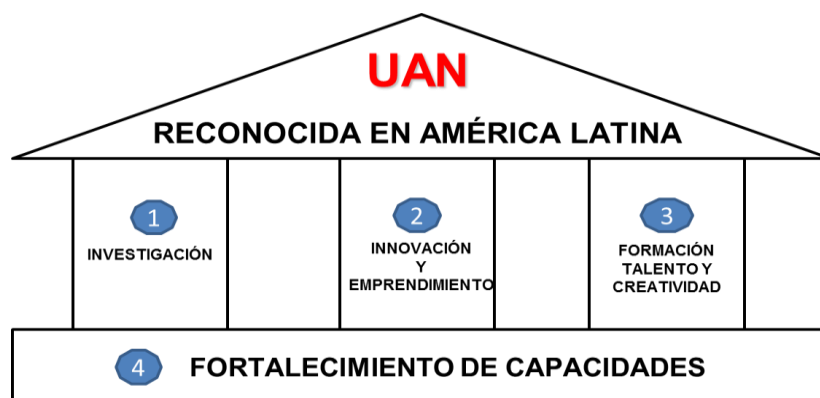 UAN
RECONOCIDA EN AMÉRICA LATINA
1
INVESTIGACIÓN
2
INNOVACIÓN
Y
EMPRENDIMIENTO
3
FORMACIÓN
TALENTO Y
CREATIVIDAD
4 FORTALECIMIENTO DE CAPACIDADES